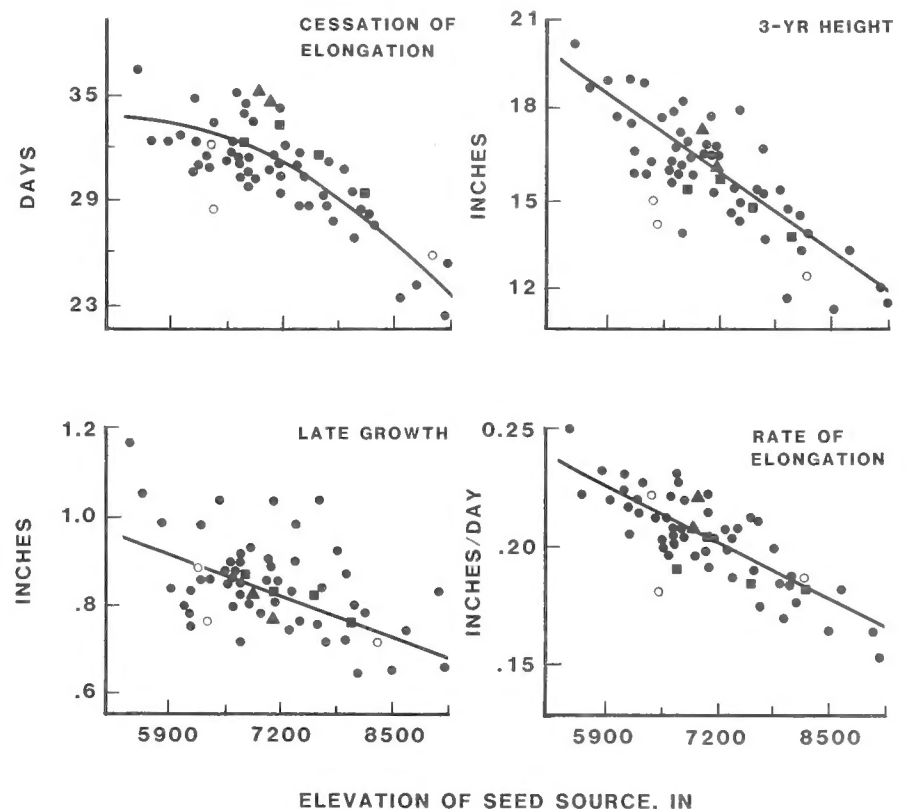 CESSATION OF
ELONGATION
35
29
23
DAYS
3-YR HEIGHT
21
18
15
12
INCHES
LATE GROWTH
1.2
1.0
.8
.6
INCHES
5900 7200 8500
RATE OF
ELONGATION
0.25
.20
.15
INCHES/DAY
5900 7200 8500
ELEVATION OF SEED SOURCE, IN